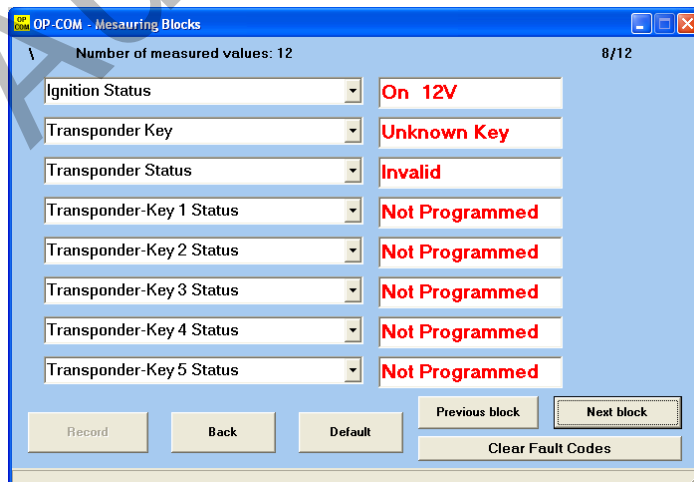 OP COM OP-COM - Mesauring Blocks
\ Number of measured values: 12 8/12
Ignition Status On 12V
Transponder Key Unknown Key
Transponder Status Invalid
Transponder-Key 1 Status Not Programmed
Transponder-Key 2 Status Not Programmed
Transponder-Key 3 Status Not Programmed
Transponder-Key 4 Status Not Programmed
Transponder-Key 5 Status Not Programmed
Previous block Next block
Record Back Default
Clear Fault Codes